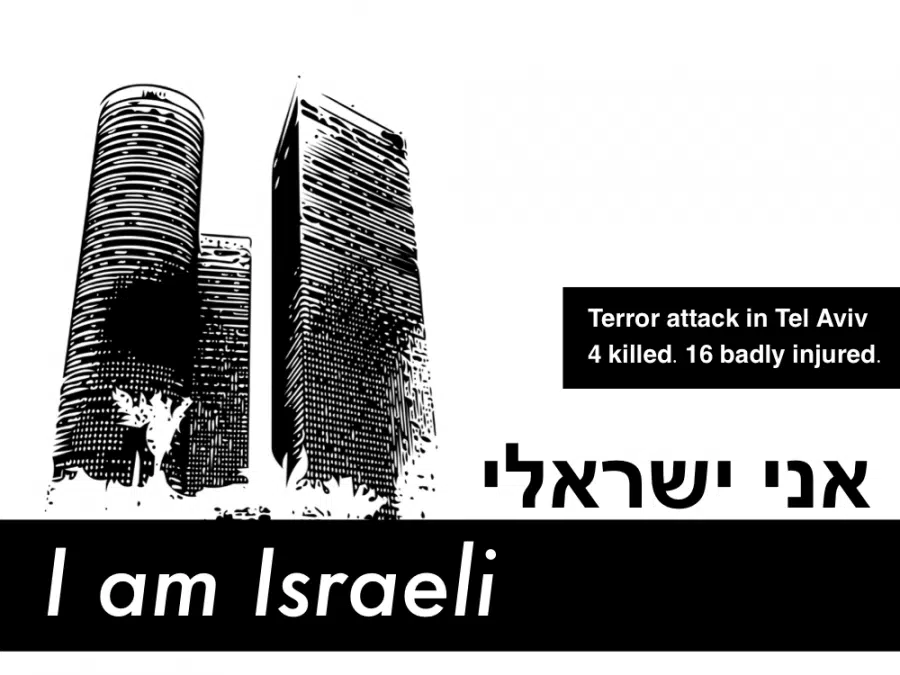 Terror attack in Tel Aviv
4 killed. 16 badly injured.
אני ישראלי
I am Israeli